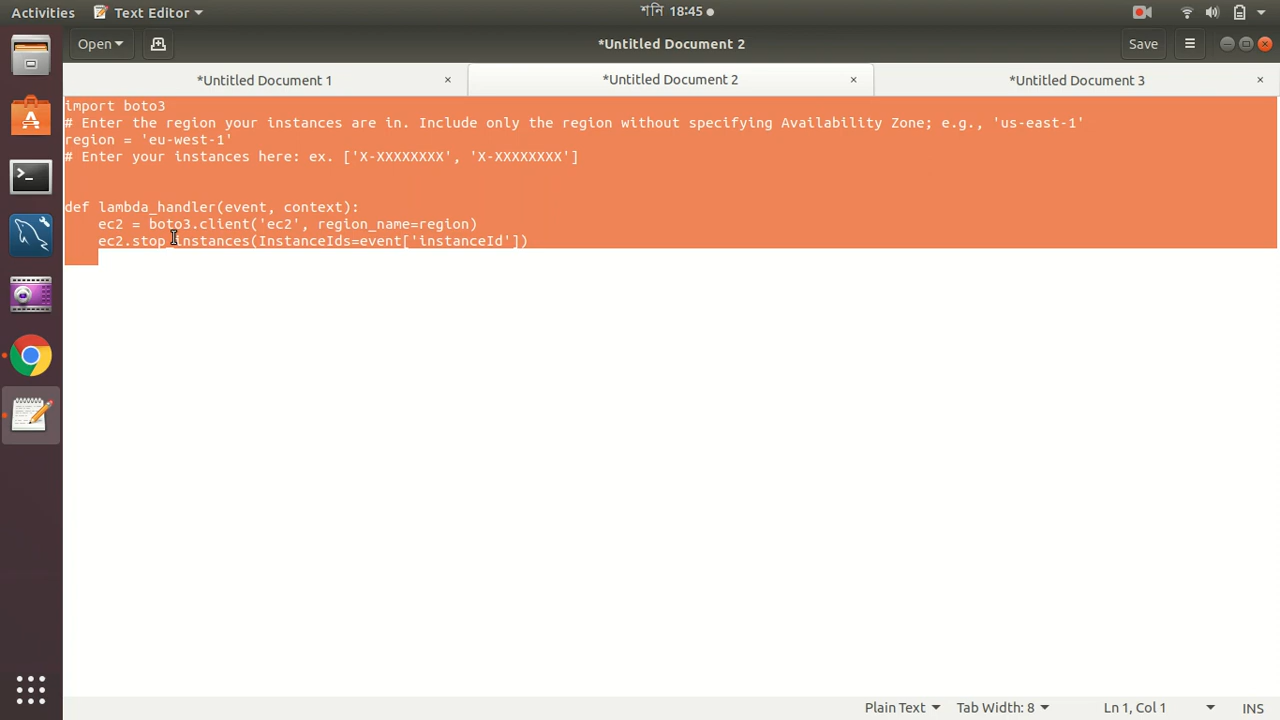 Activities Text Editor শনি 18:45
Open *Untitled Document 2 Save
*Untitled Document 1 × *Untitled Document 2 × *Untitled Document 3 ×
import boto3
# Enter the region your instances are in. Include only the region without specifying Availability Zone; e.g., 'us-east-1'
region = 'eu-west-1'
# Enter your instances here: ex. ['X-XXXXXXXX', 'X-XXXXXXXX']
def lambda_handler(event, context):
    ec2 = boto3.client('ec2', region_name=region)
    ec2.stop_instances(InstanceIds=event['instanceId'])
Plain Text Tab Width: 8 Ln 1, Col 1 INS